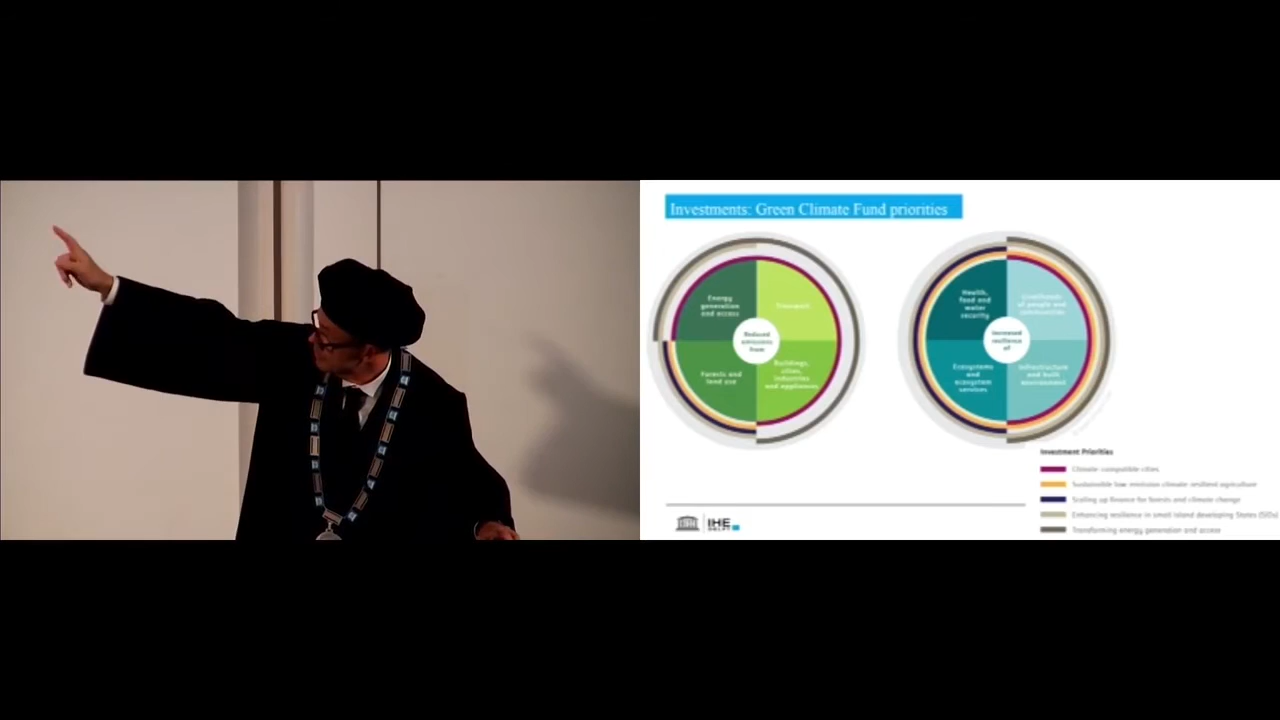 Investments: Green Climate Fund priorities
Energy
generation
and access
Transport
Reduced
emissions
from
Forests and
land use
Buildings,
cities,
industries
and appliances
Health,
food and
water
security
Livelihoods
of people and
communities
Increased
resilience
of
Ecosystems
and
ecosystem
services
Infrastructure
and built
environment
Investment Priorities
Climate-compatible cities
Sustainable low-emission climate-resilient agriculture
Scaling up finance for forests and climate change
Enhancing resilience in small island developing States (SIDs)
Transforming energy generation and access
IHE
DELFT